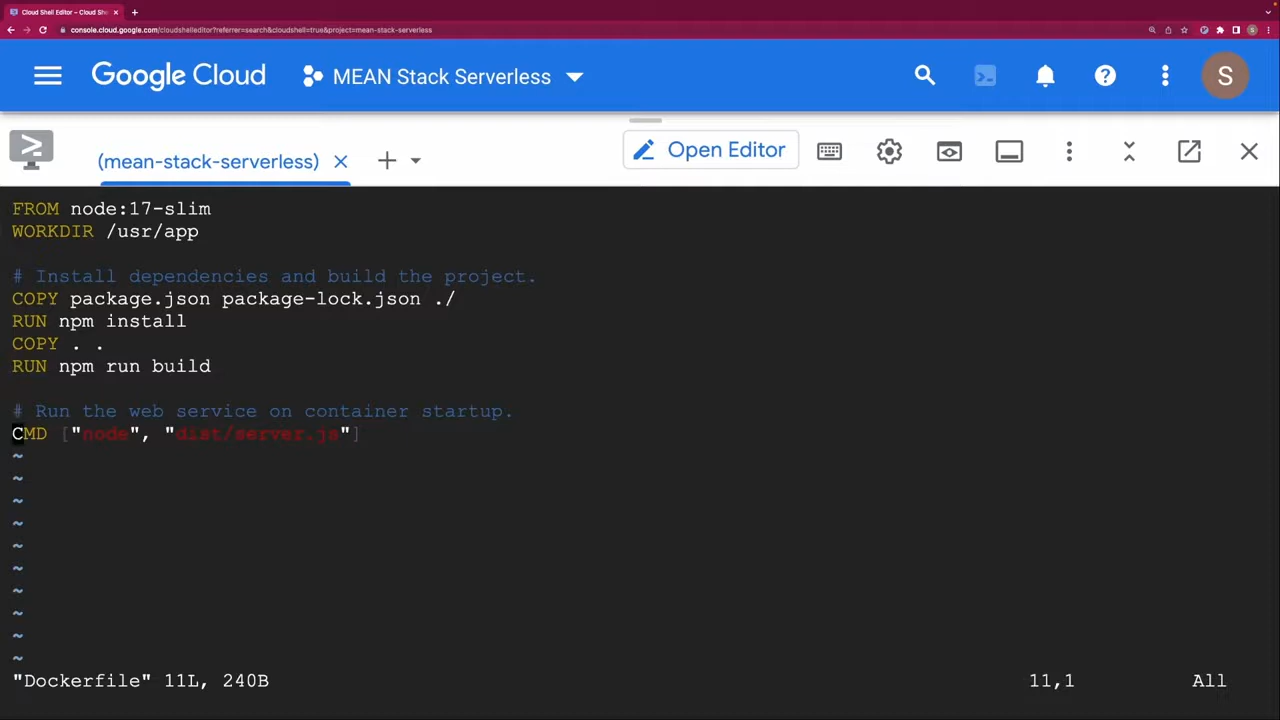 Cloud Shell Editor – Cloud She
console.cloud.google.com/cloudshelleditor?referrer=search&cloudshell=true&project=mean-stack-serverless
Google Cloud
MEAN Stack Serverless
S
(mean-stack-serverless)
Open Editor
FROM node:17-slim
WORKDIR /usr/app
# Install dependencies and build the project.
COPY package.json package-lock.json ./
RUN npm install
COPY . .
RUN npm run build
# Run the web service on container startup.
CMD ["node", "dist/server.js"]
~
~
~
~
~
~
~
~
~
~
"Dockerfile" 11L, 240B 11,1 All